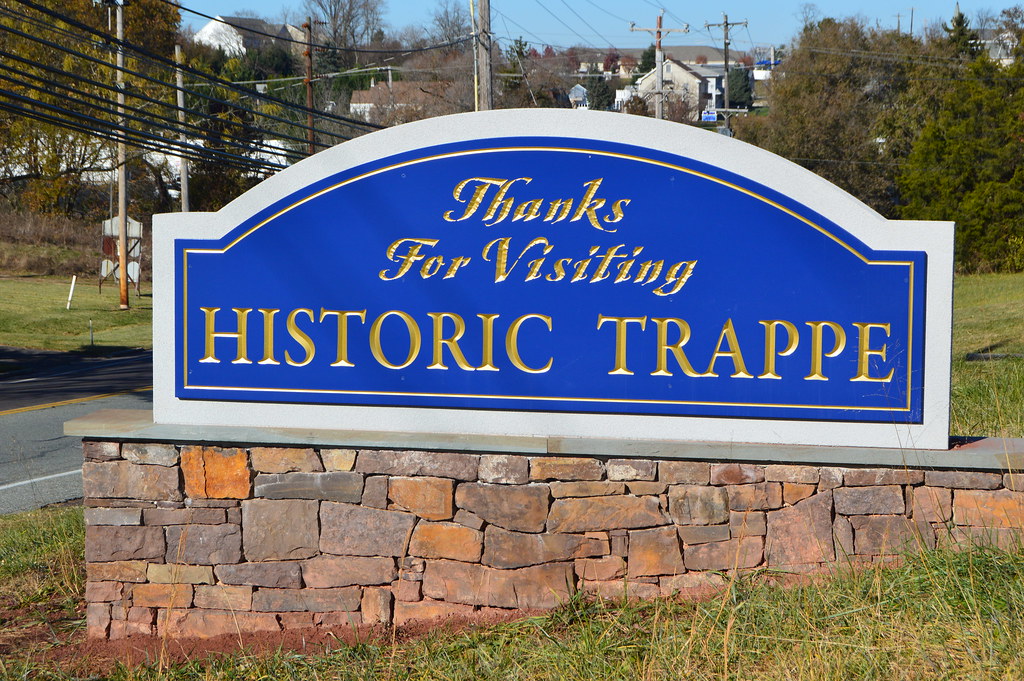 Thanks
For Visiting
HISTORIC TRAPPE